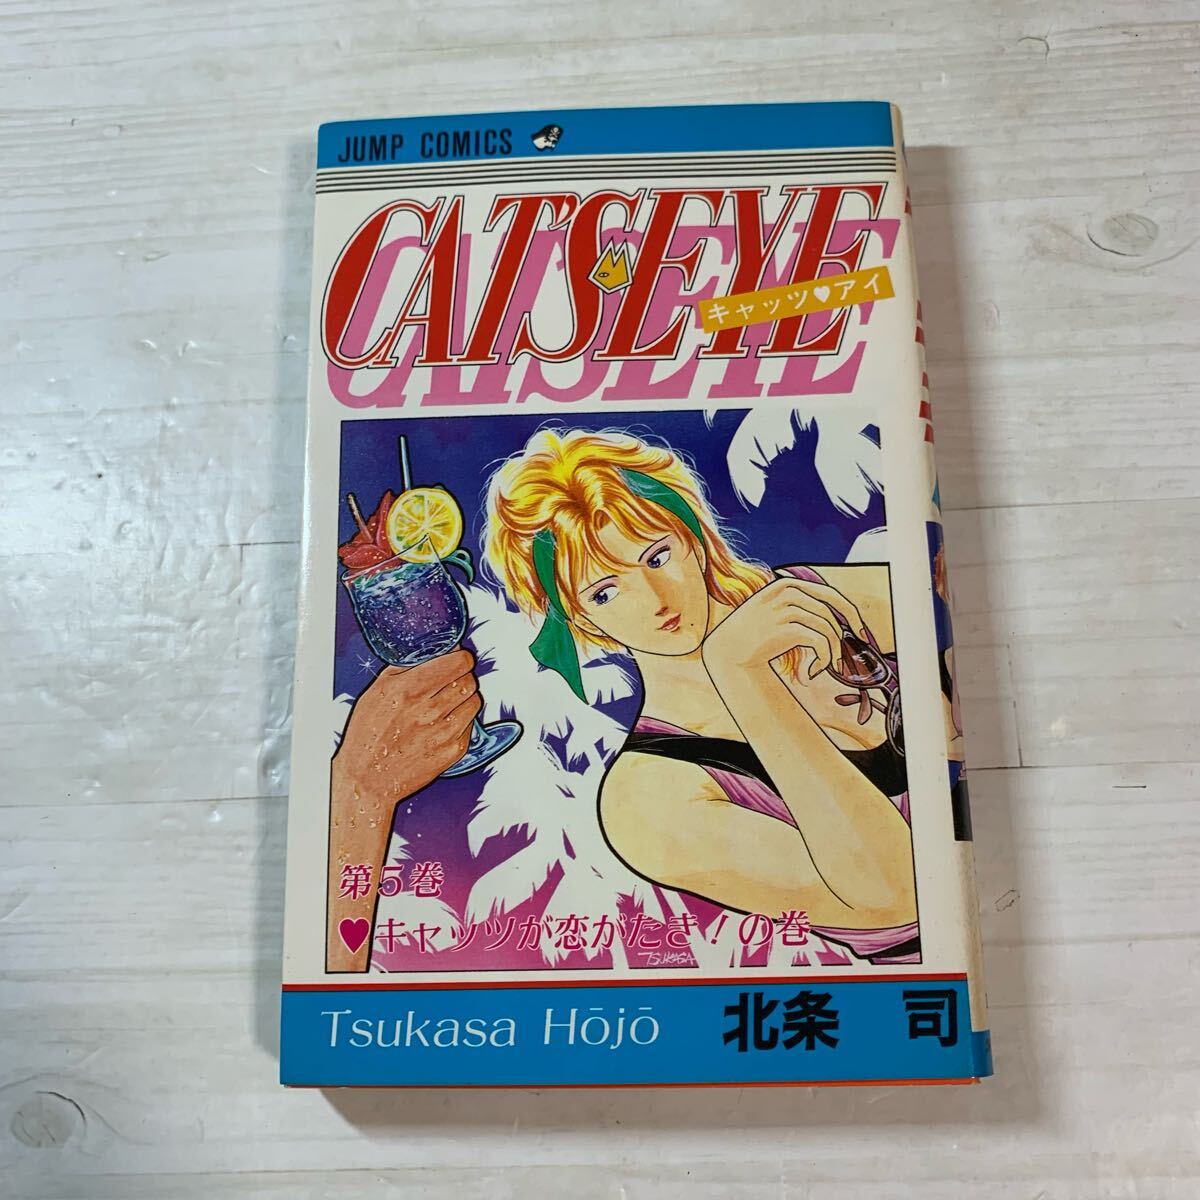 JUMP COMICS
CAT'S EYE
キャッツ♥アイ
第5巻
♥キャッツが恋がたき!の巻
TSUKASA
Tsukasa Hōjō 北条 司